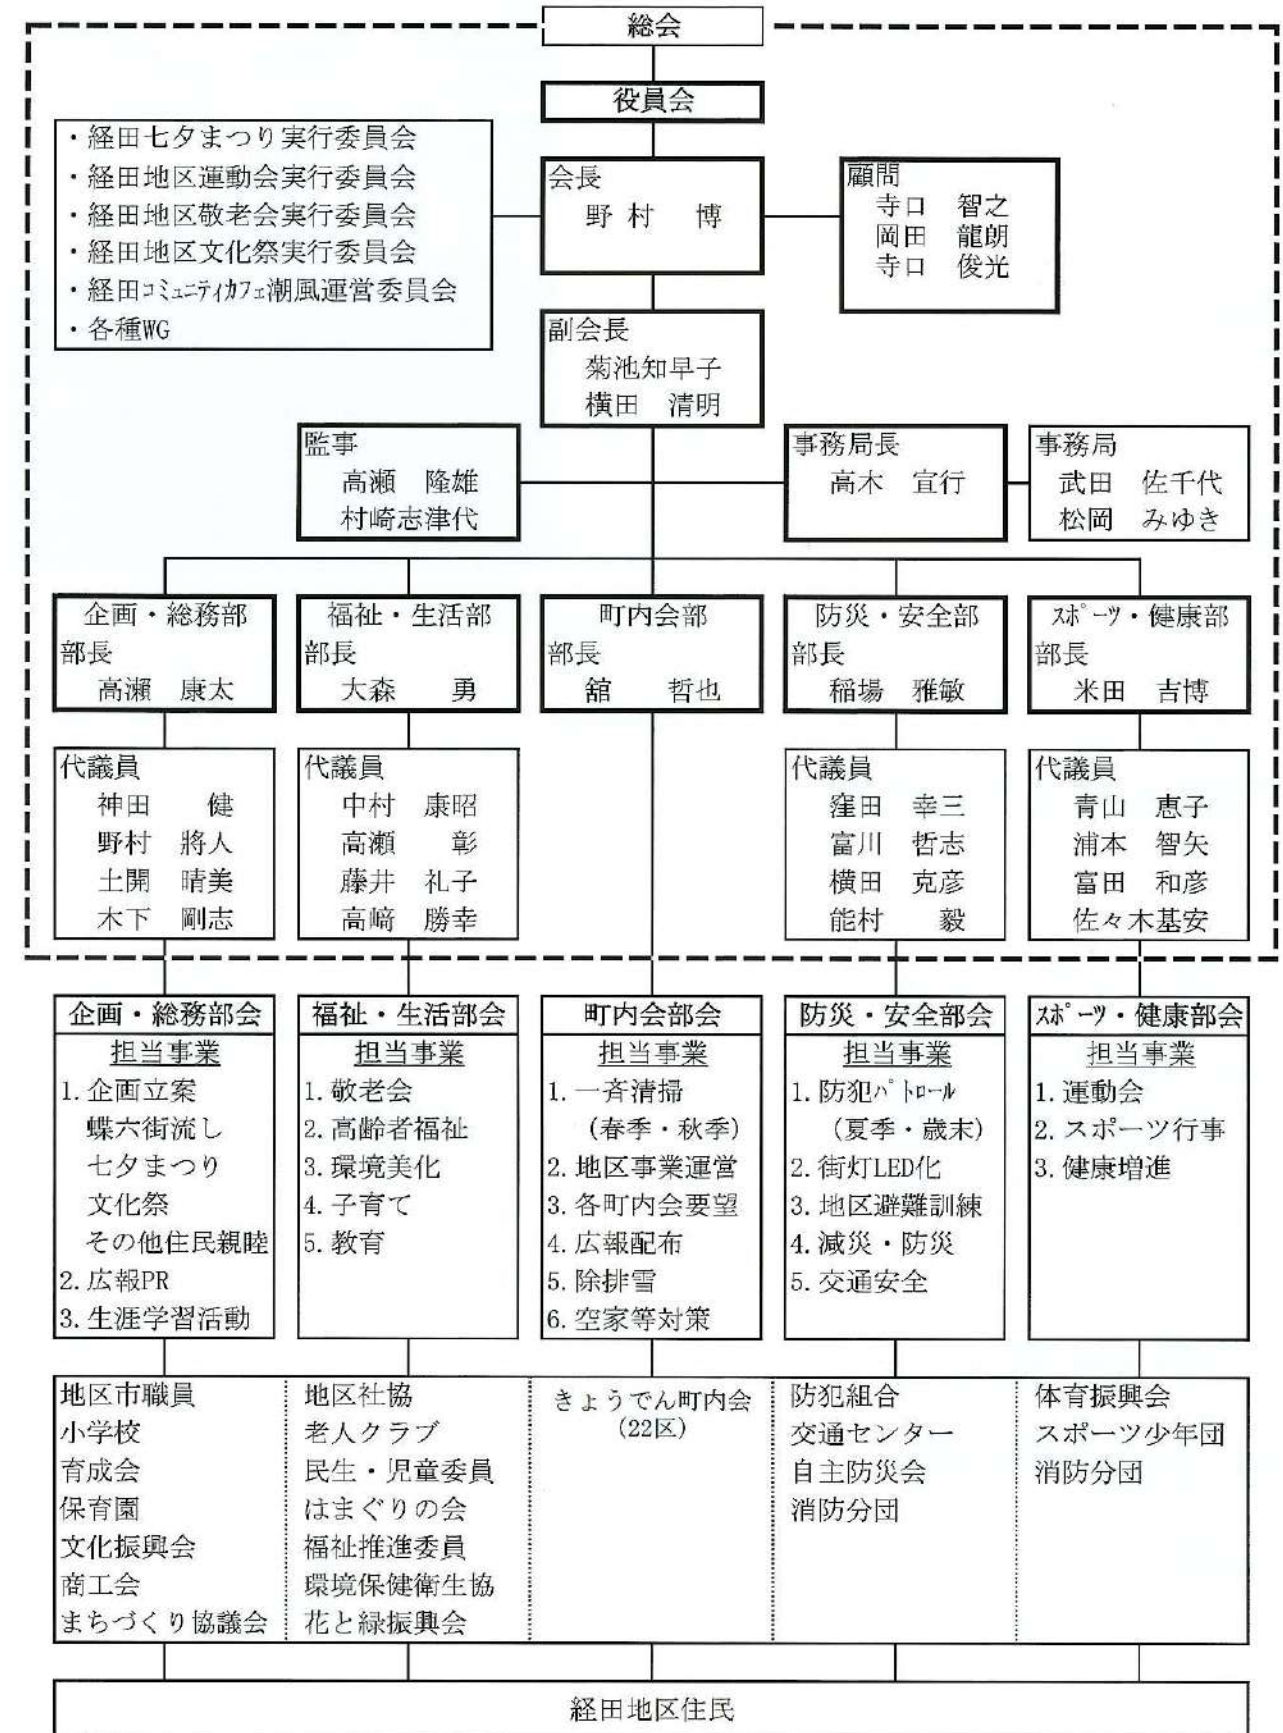 総会
役員会
・経田七夕まつり実行委員会
・経田地区運動会実行委員会
・経田地区敬老会実行委員会
・経田地区文化祭実行委員会
・経田ｺﾐｭﾆﾃｨｶﾌｪ潮風運営委員会
・各種WG
会長
野村　博
顧問
寺口　智之
岡田　龍朗
寺口　俊光
副会長
菊池知早子
横田　清明
監事
高瀬　隆雄
村崎志津代
事務局長
高木　宣行
事務局
武田　佐千代
松岡　みゆき
企画・総務部
部長
高瀬　康太
福祉・生活部
部長
大森　勇
町内会部
部長
舘　哲也
防災・安全部
部長
稲場　雅敏
ｽﾎﾟｰﾂ・健康部
部長
米田　吉博
代議員
神田　健
野村　將人
土開　晴美
木下　剛志
代議員
中村　康昭
高瀬　彰
藤井　礼子
高﨑　勝幸
代議員
窪田　幸三
富川　哲志
横田　克彦
能村　毅
代議員
青山　恵子
浦本　智矢
富田　和彦
佐々木基安
企画・総務部会
担当事業
1.企画立案
蝶六街流し
七夕まつり
文化祭
その他住民親睦
2.広報PR
3.生涯学習活動
福祉・生活部会
担当事業
1.敬老会
2.高齢者福祉
3.環境美化
4.子育て
5.教育
町内会部会
担当事業
1.一斉清掃
(春季・秋季)
2.地区事業運営
3.各町内会要望
4.広報配布
5.除排雪
6.空家等対策
防災・安全部会
担当事業
1.防犯ﾊﾟﾄﾛｰﾙ
(夏季・歳末)
2.街灯LED化
3.地区避難訓練
4.減災・防災
5.交通安全
ｽﾎﾟｰﾂ・健康部会
担当事業
1.運動会
2.スポーツ行事
3.健康増進
地区市職員
小学校
育成会
保育園
文化振興会
商工会
まちづくり協議会
地区社協
老人クラブ
民生・児童委員
はまぐりの会
福祉推進委員
環境保健衛生協
花と緑振興会
きょうでん町内会
(22区)
防犯組合
交通センター
自主防災会
消防分団
体育振興会
スポーツ少年団
消防分団
経田地区住民